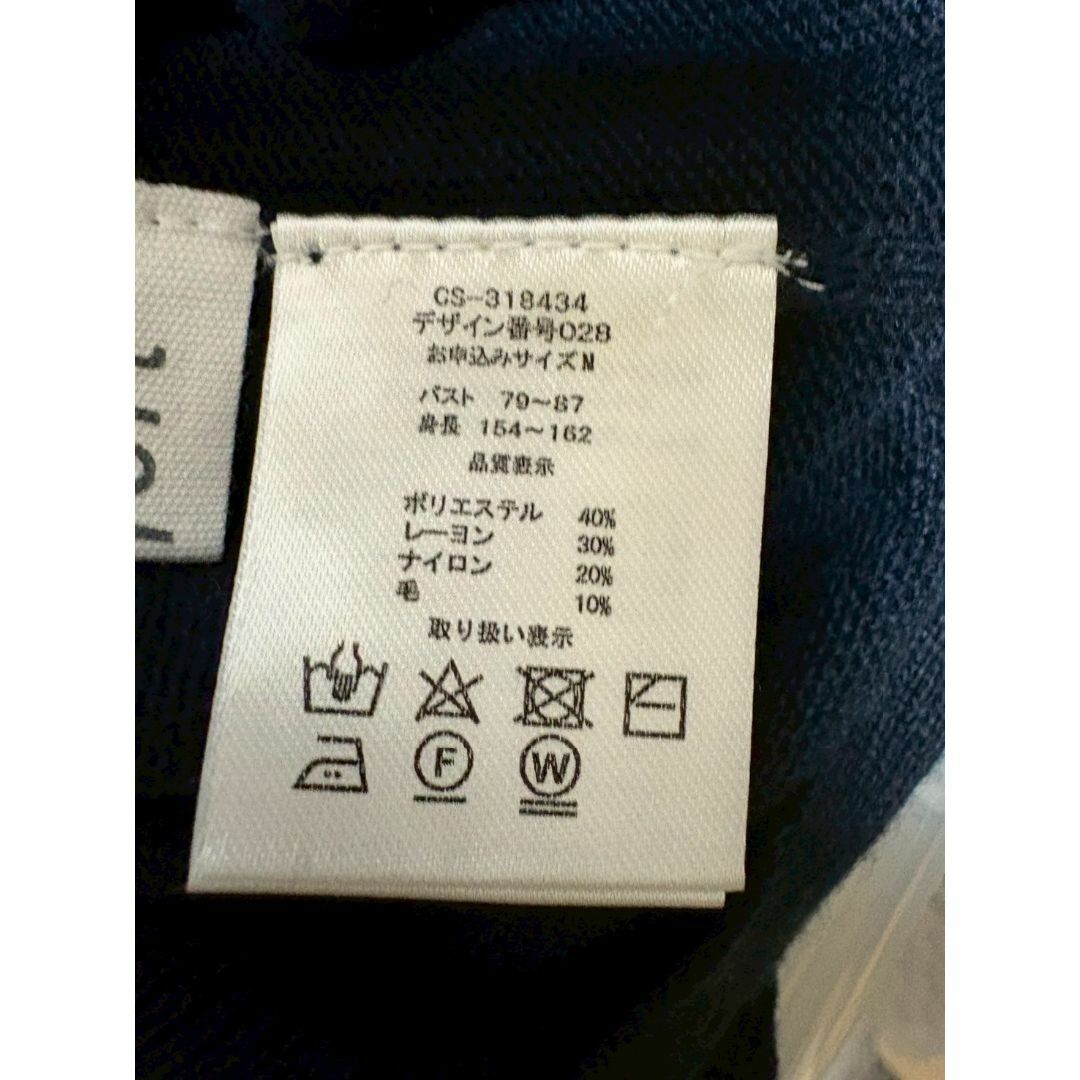 CS-318434
デザイン番号028
お申込みサイズM
バスト 79~87
身長 154~162
品質表示
ポリエステル 40%
レーヨン 30%
ナイロン 20%
毛 10%
取り扱い表示
F
W